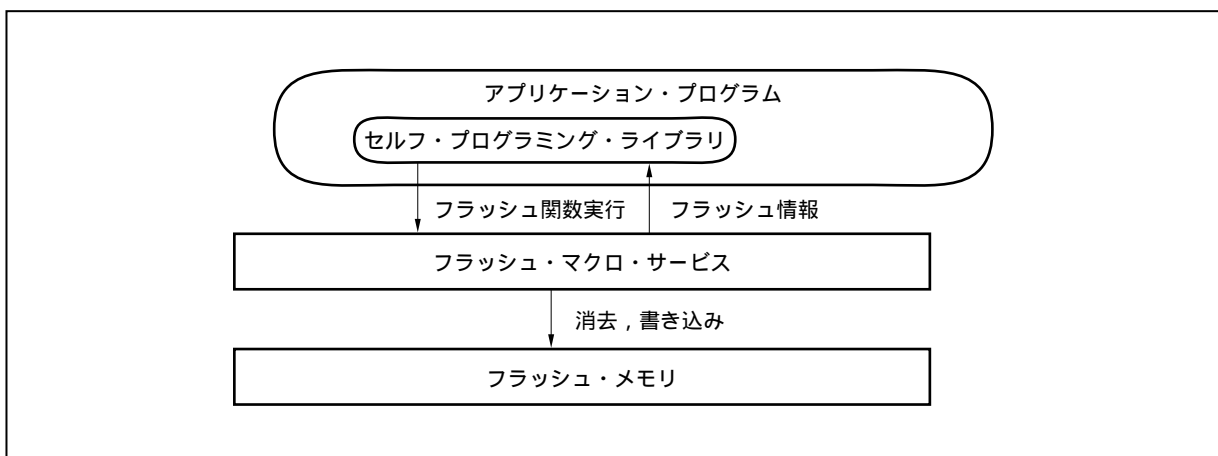 アプリケーション・プログラム
セルフ・プログラミング・ライブラリ
フラッシュ関数実行 フラッシュ情報
フラッシュ・マクロ・サービス
消去，書き込み
フラッシュ・メモリ